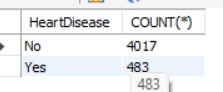 HeartDisease COUNT(*)
No 4017
Yes 483
483